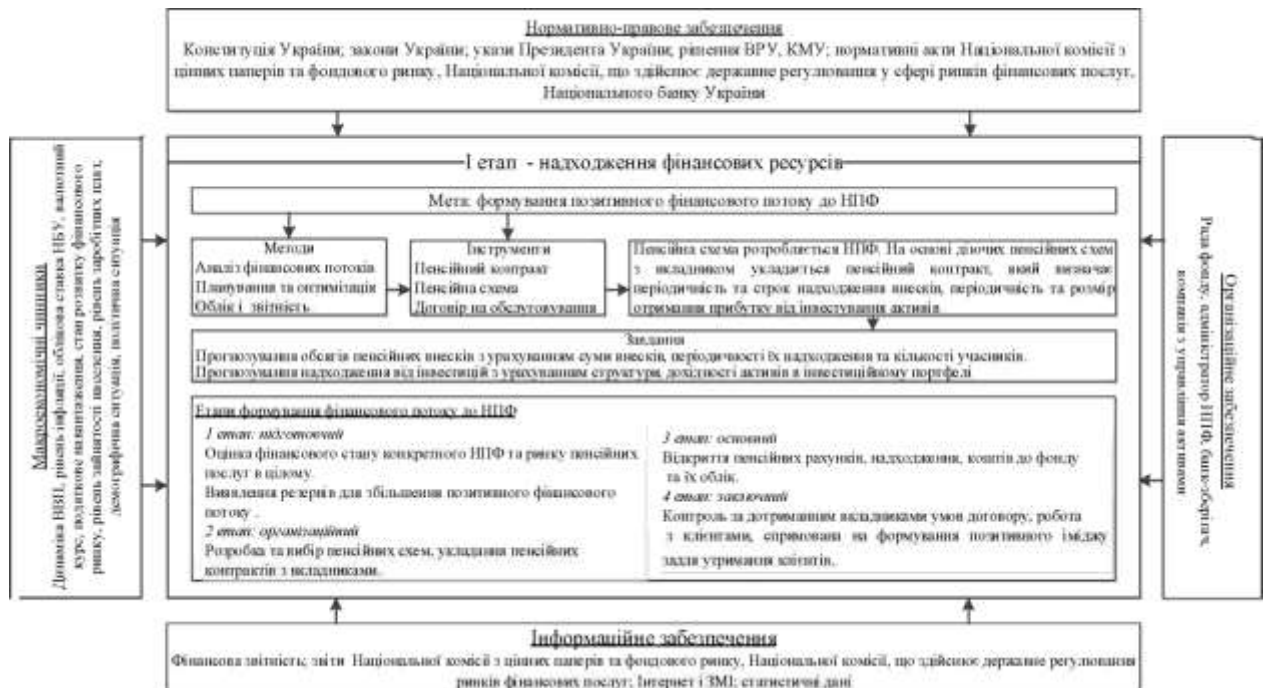 Нормативно-правове забезпечення
Конституція України; закони України; укази Президента України; рішення ВРУ, КМУ; нормативні акти Національної комісії з
цінних паперів та фондового ринку, Національної комісії, що здійснює державне регулювання у сфері ринків фінансових послуг,
Національного банку України
Макроекономічні чинники
Динаміка ВВП, рівень інфляції, облікова ставка НБУ, валютний
курс, податкове навантаження, стан розвитку фінансового
ринку, рівень зайнятості населення, рівень заробітних плат,
демографічна ситуація, політична ситуація
І етап - надходження фінансових ресурсів
Мета: формування позитивного фінансового потоку до НПФ
Методи
Аналіз фінансових потоків
Планування та оптимізація
Облік і звітність
Інструменти
Пенсійний контракт
Пенсійна схема
Договір на обслуговування
Пенсійна схема розробляється НПФ. На основі діючих пенсійних схем
з вкладником укладається пенсійний контракт, який визначає
періодичність та строк надходження внесків, періодичність та розмір
отримання прибутку від інвестування активів
Завдання
Прогнозування обсягів пенсійних внесків з урахуванням суми внесків, періодичності їх надходження та кількості учасників.
Прогнозування надходження від інвестицій з урахуванням структури, дохідності активів в інвестиційному портфелі
Етапи формування фінансового потоку до НПФ
1 етап: підготовчий
Оцінка фінансового стану конкретного НПФ та ринку пенсійних
послуг в цілому.
Виявлення резервів для збільшення позитивного фінансового
потоку .
2 етап: організаційний
Розробка та вибір пенсійних схем, укладання пенсійних
контрактів з вкладниками.
3 етап: основний
Відкриття пенсійних рахунків, надходження, коштів до фонду
та їх облік.
4 етап: заключний
Контроль за дотриманням вкладниками умов договору, робота
з клієнтами, спрямована на формування позитивного іміджу
задля утримання клієнтів.
Організаційне забезпечення
Рада фонду, адміністратор НПФ, банк-зберігач,
компанія з управління активами
Інформаційне забезпечення
Фінансова звітність; звіти Національної комісії з цінних паперів та фондового ринку, Національної комісії, що здійснює державне регулювання
ринків фінансових послуг; Інтернет і ЗМІ; статистичні дані